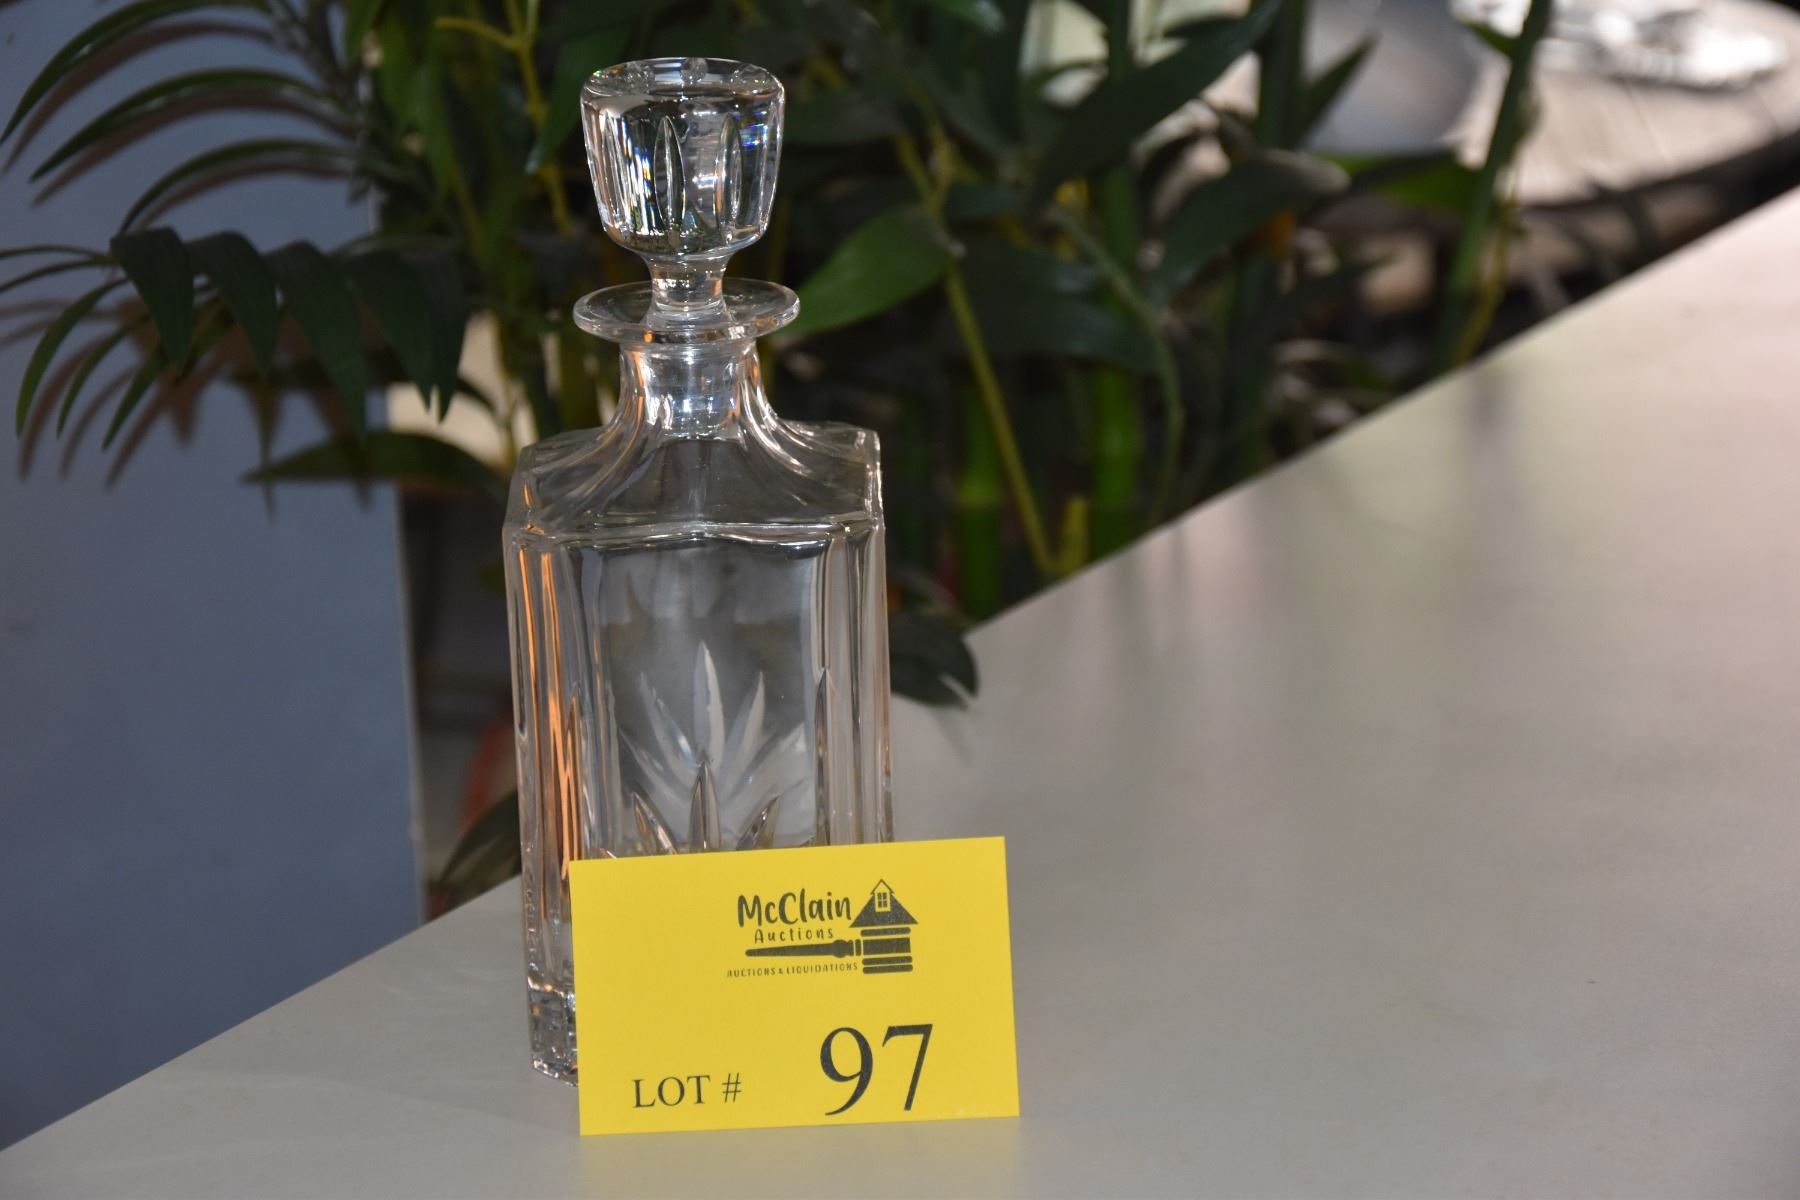 McClain
Auctions
AUCTIONS & LIQUIDATIONS
LOT # 97